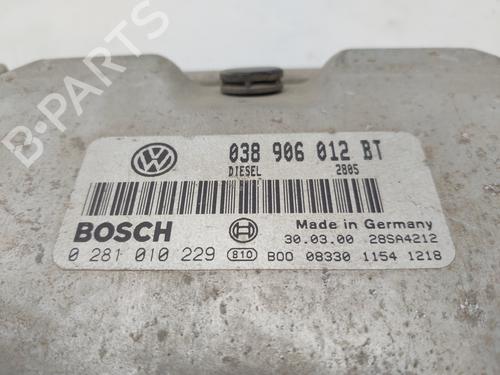 038 906 012 BT
DIESEL 2805
BOSCH
Made in Germany
30.03.00 28SA4212
0 281 010 229 810 B00 08330 1154 1218
B-PARTS